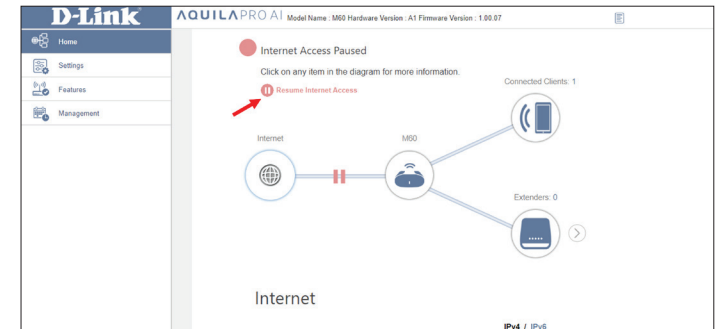 D-Link
AQUILA PRO AI Model Name : M60 Hardware Version : A1 Firmware Version : 1.00.07
Home
Settings
Features
Management
Internet Access Paused
Click on any item in the diagram for more information.
Resume Internet Access
Connected Clients: 1
Internet
M60
Extenders: 0
Internet
IPv4 / IPv6